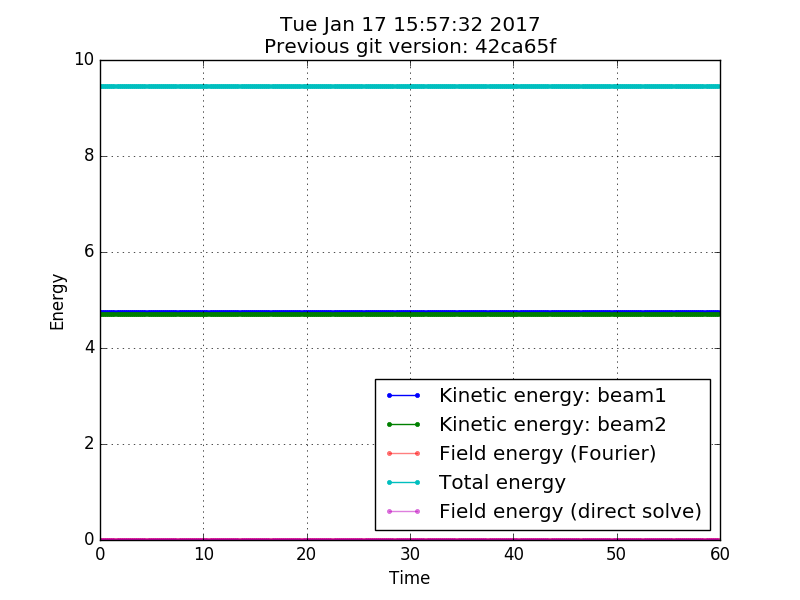 Tue Jan 17 15:57:32 2017
Previous git version: 42ca65f
10
8
6
4
2
0
Energy
Kinetic energy: beam1
Kinetic energy: beam2
Field energy (Fourier)
Total energy
Field energy (direct solve)
0 10 20 30 40 50 60
Time